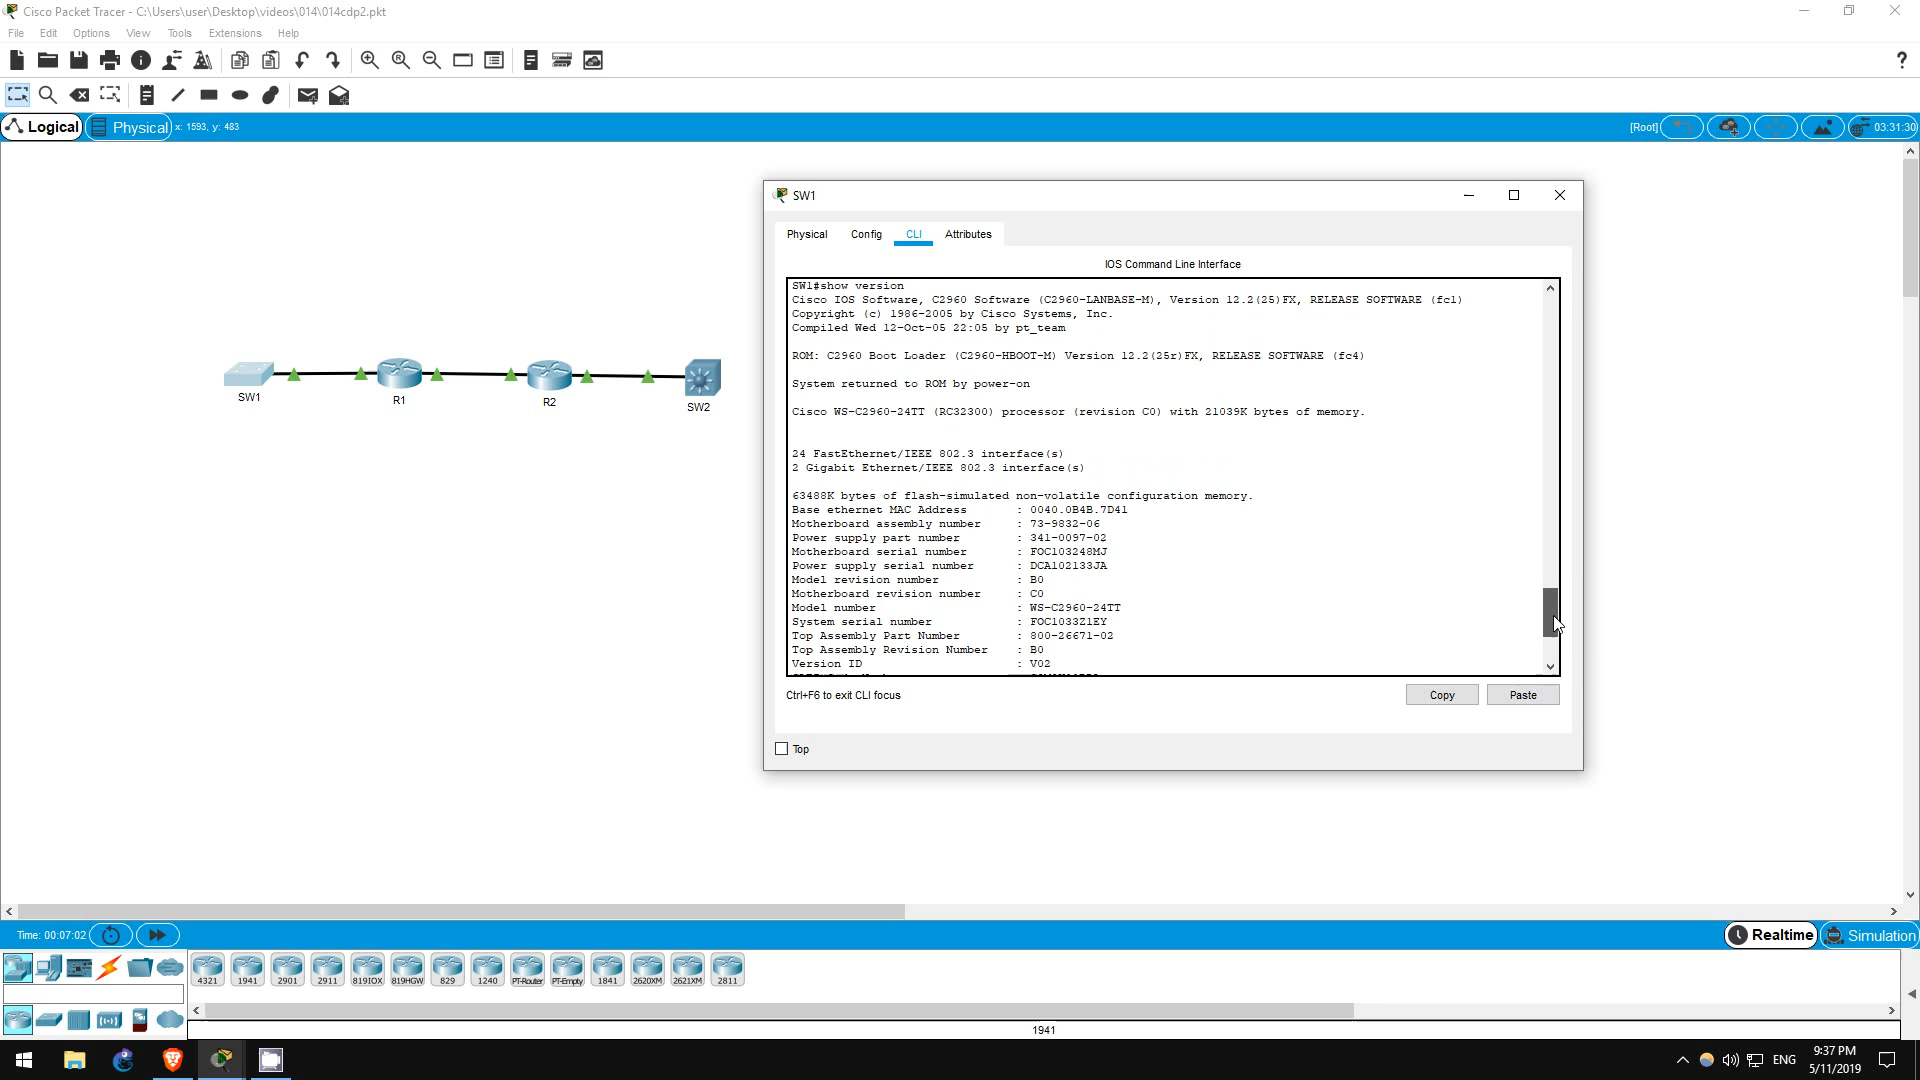 Cisco Packet Tracer - C:\Users\user\Desktop\videos\014\014cdp2.pkt
File Edit Options View Tools Extensions Help
Logical Physical x: 1593, y: 483 [Root] 03:31:30
SW1
Physical Config CLI Attributes
IOS Command Line Interface
SW1#show version
Cisco IOS Software, C2960 Software (C2960-LANBASE-M), Version 12.2(25)FX, RELEASE SOFTWARE (fc1)
Copyright (c) 1986-2005 by Cisco Systems, Inc.
Compiled Wed 12-Oct-05 22:05 by pt_team
ROM: C2960 Boot Loader (C2960-HBOOT-M) Version 12.2(25r)FX, RELEASE SOFTWARE (fc4)
System returned to ROM by power-on
Cisco WS-C2960-24TT (RC32300) processor (revision C0) with 21039K bytes of memory.
24 FastEthernet/IEEE 802.3 interface(s)
2 Gigabit Ethernet/IEEE 802.3 interface(s)
63488K bytes of flash-simulated non-volatile configuration memory.
Base ethernet MAC Address : 0040.0B4B.7D41
Motherboard assembly number : 73-9832-06
Power supply part number : 341-0097-02
Motherboard serial number : FOC103248MJ
Power supply serial number : DCA102133JA
Model revision number : B0
Motherboard revision number : C0
Model number : WS-C2960-24TT
System serial number : FOC1033Z1EY
Top Assembly Part Number : 800-26671-02
Top Assembly Revision Number : B0
Version ID : V02
Ctrl+F6 to exit CLI focus
Copy Paste
Top
SW1 R1 R2 SW2
Time: 00:07:02
Realtime Simulation
4321 1941 2901 2911 819IOX 819HGW 829 1240 PT-Router PT-Empty 1841 2620XM 2621XM 2811
1941
ENG
9:37 PM
5/11/2019